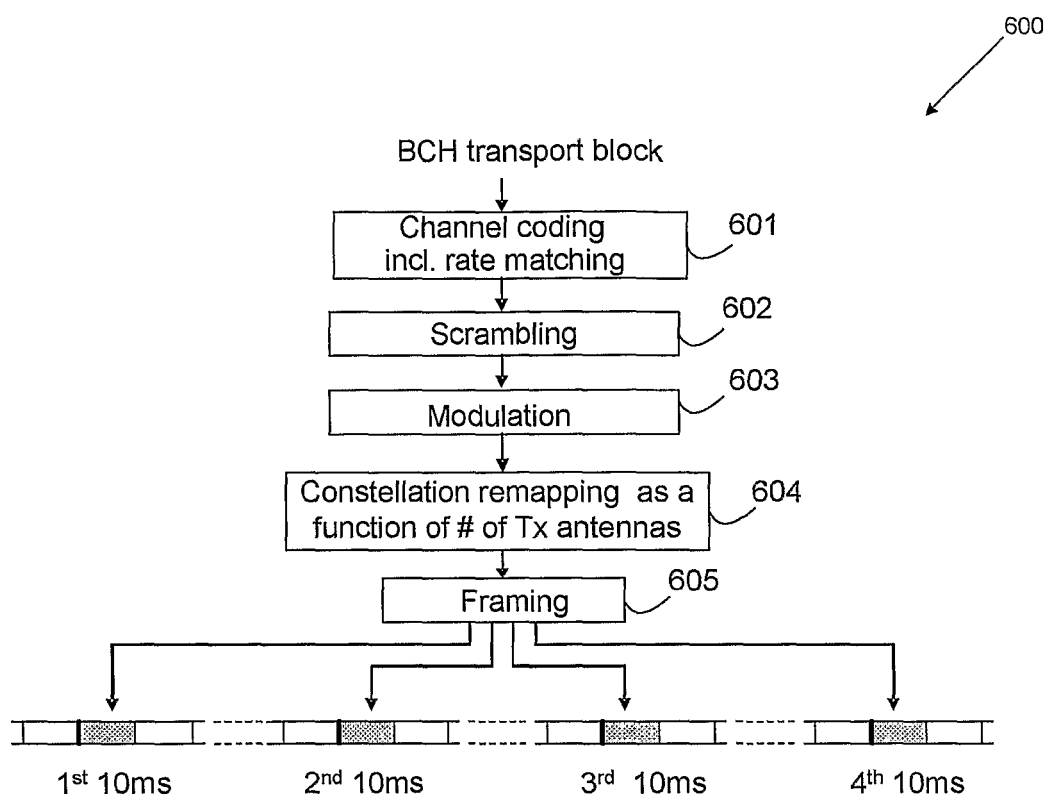 600
BCH transport block
Channel coding
incl. rate matching
601
Scrambling
602
Modulation
603
Constellation remapping as a
function of # of Tx antennas
604
Framing
605
1st 10ms
2nd 10ms
3rd 10ms
4th 10ms